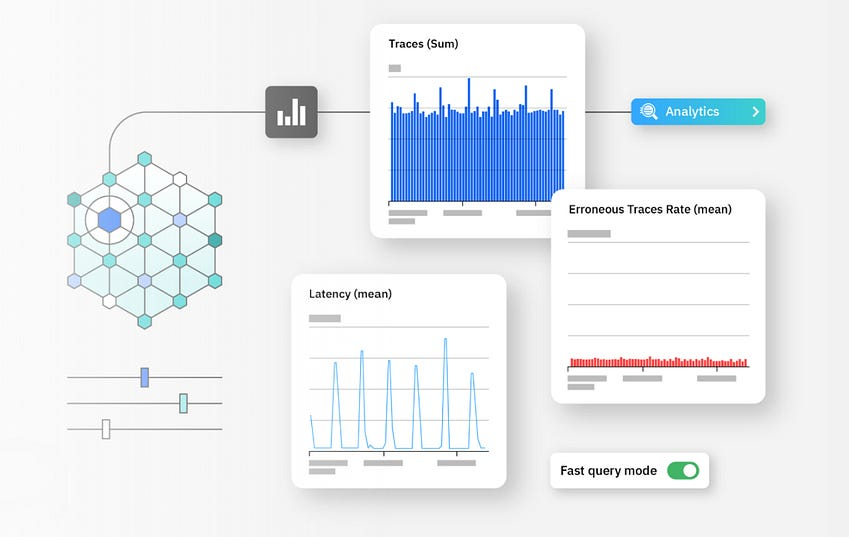 Traces (Sum)
Analytics
Erroneous Traces Rate (mean)
Latency (mean)
Fast query mode